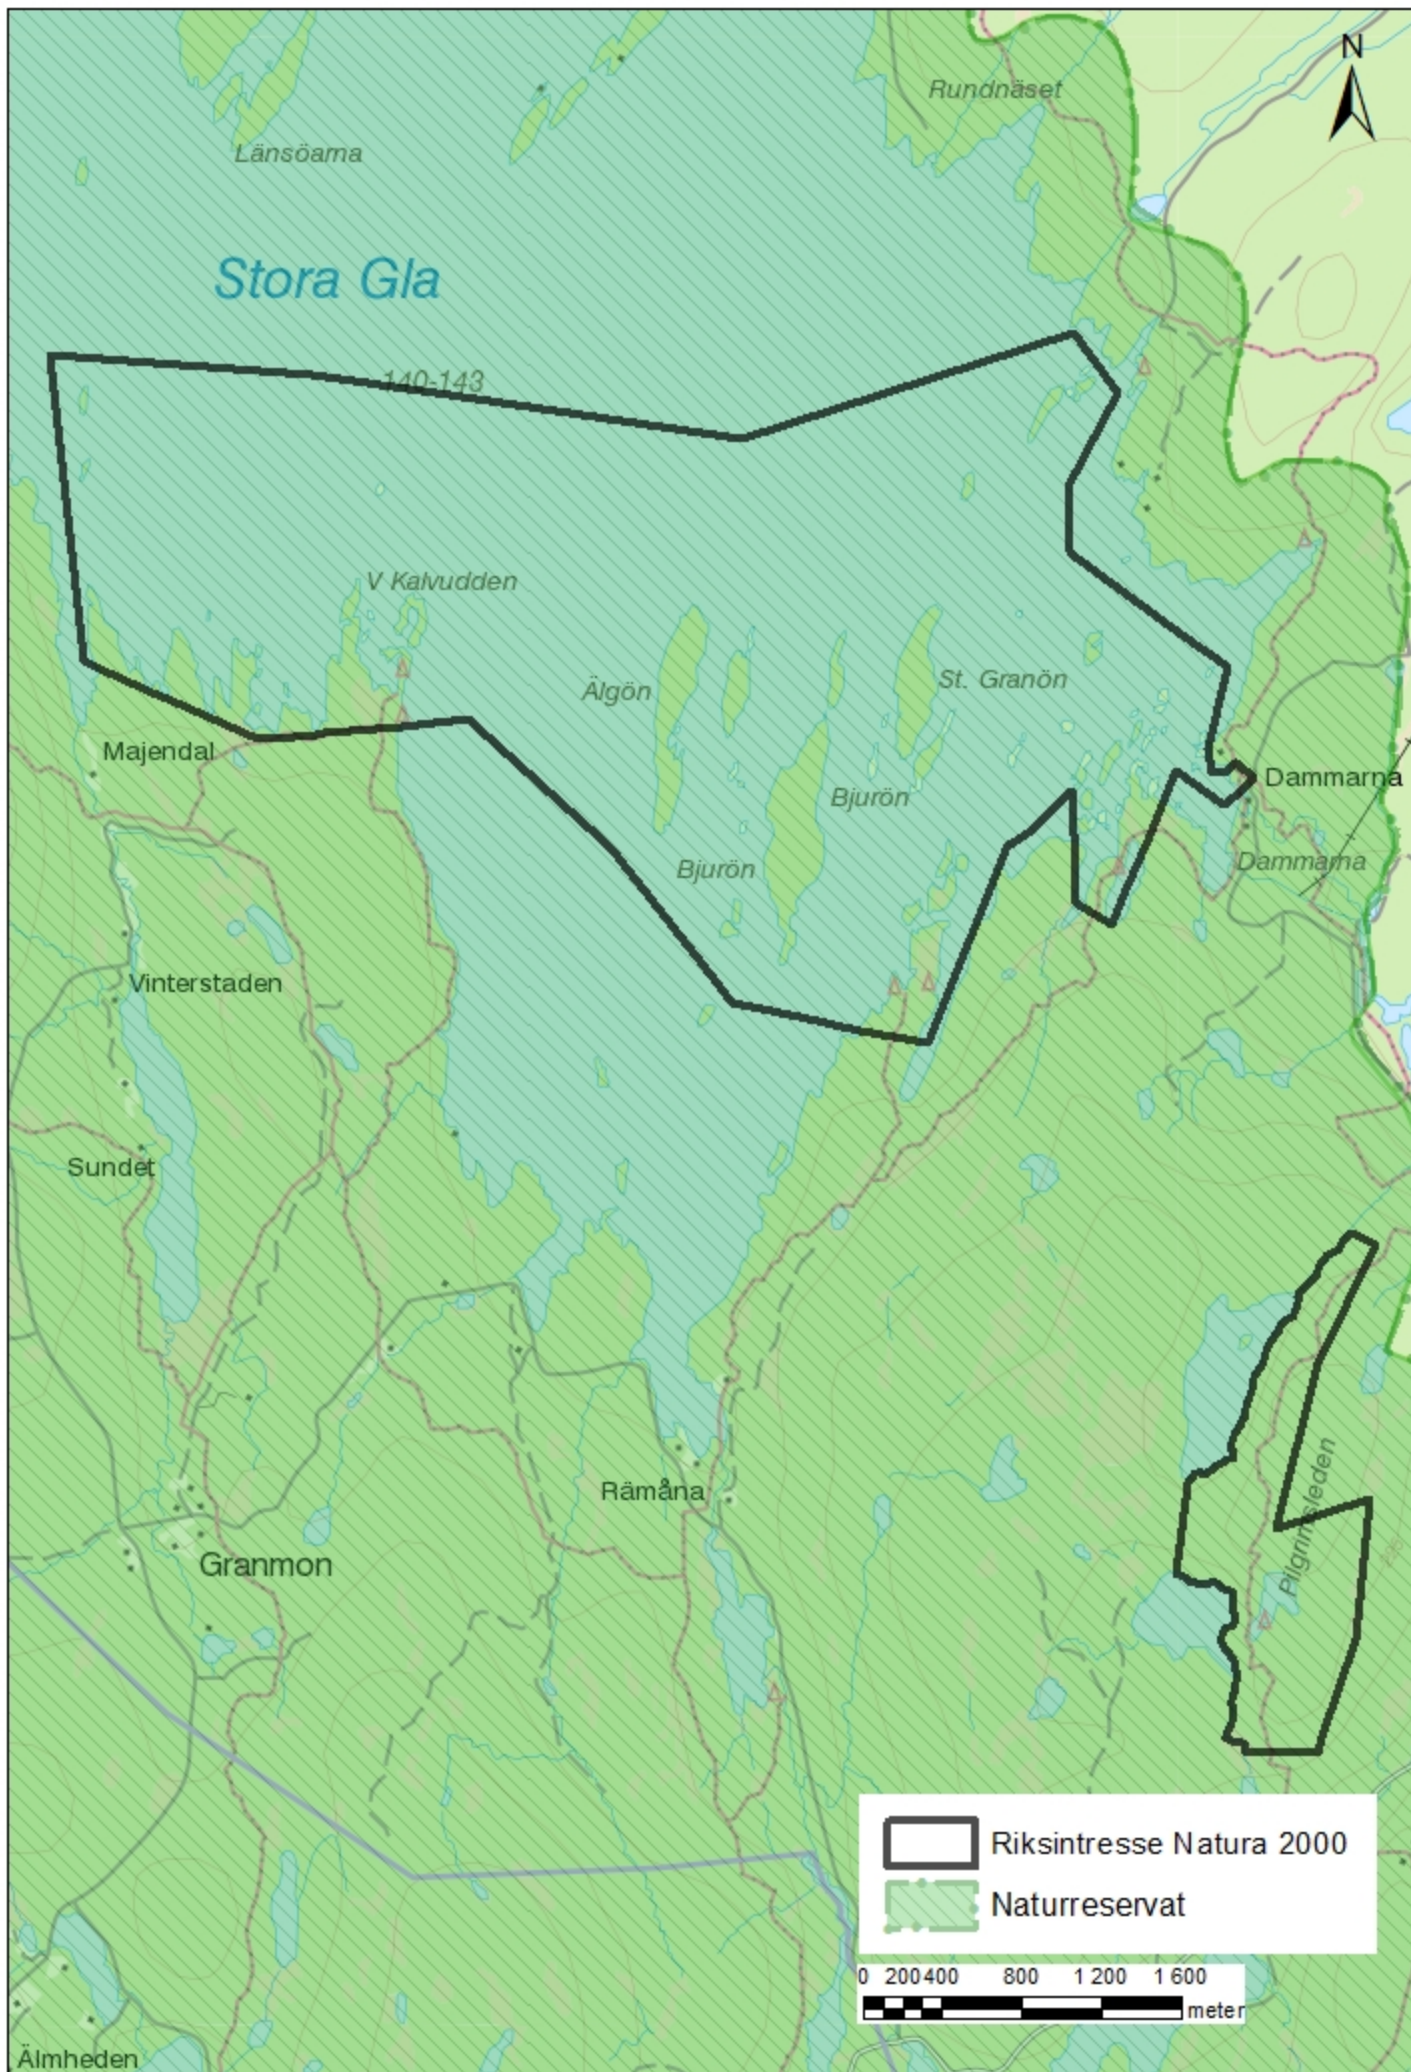 N
Rundnäset
Länsöarna
Stora Gla
140-143
V Kalvudden
St. Granön
Älgön
Majendal
Dammarna
Bjurön
Dammarna
Bjurön
Vinterstaden
Sundet
Pilgrimsleden
Rämåna
Granmon
Riksintresse Natura 2000
Naturreservat
0 200 400 800 1 200 1 600
meter
Älmheden